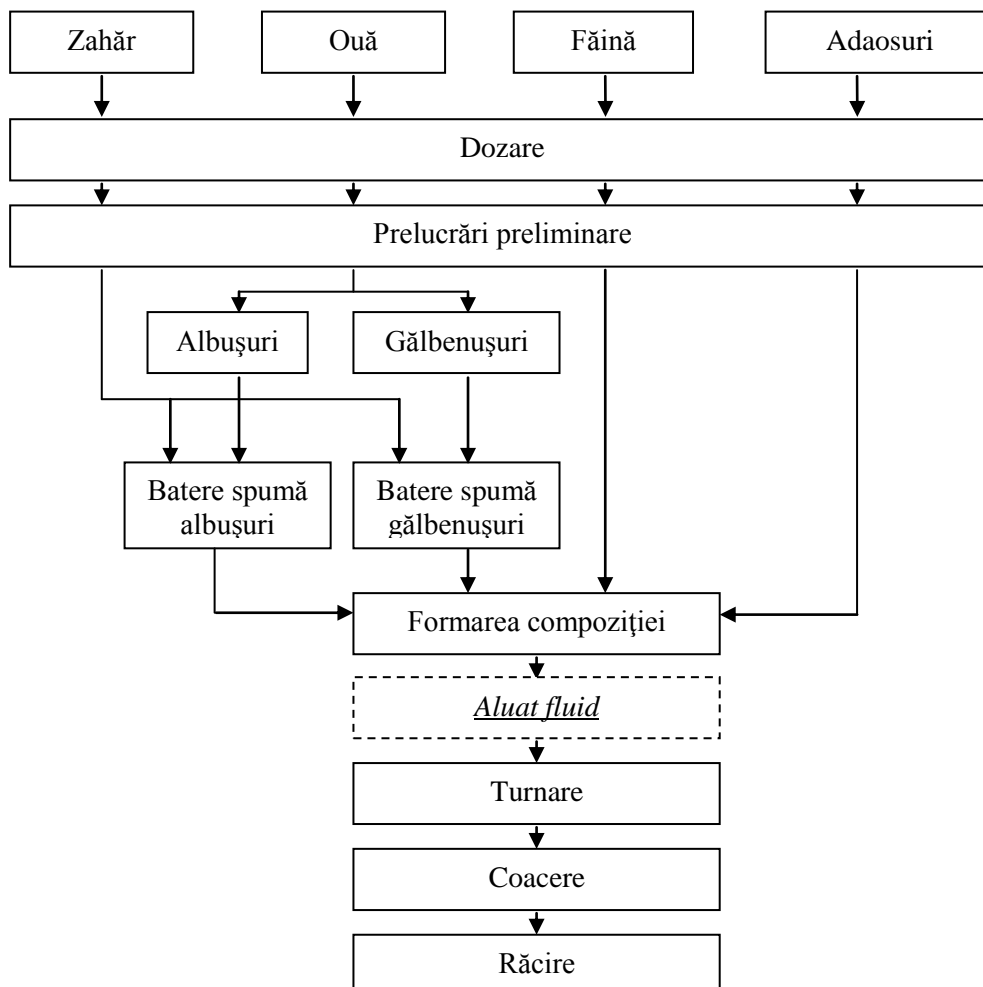 Zahăr
Ouă
Făină
Adaosuri
Dozare
Prelucrări preliminare
Albuşuri
Gălbenuşuri
Batere spumă
albuşuri
Batere spumă
gălbenuşuri
Formarea compoziţiei
Aluat fluid
Turnare
Coacere
Răcire